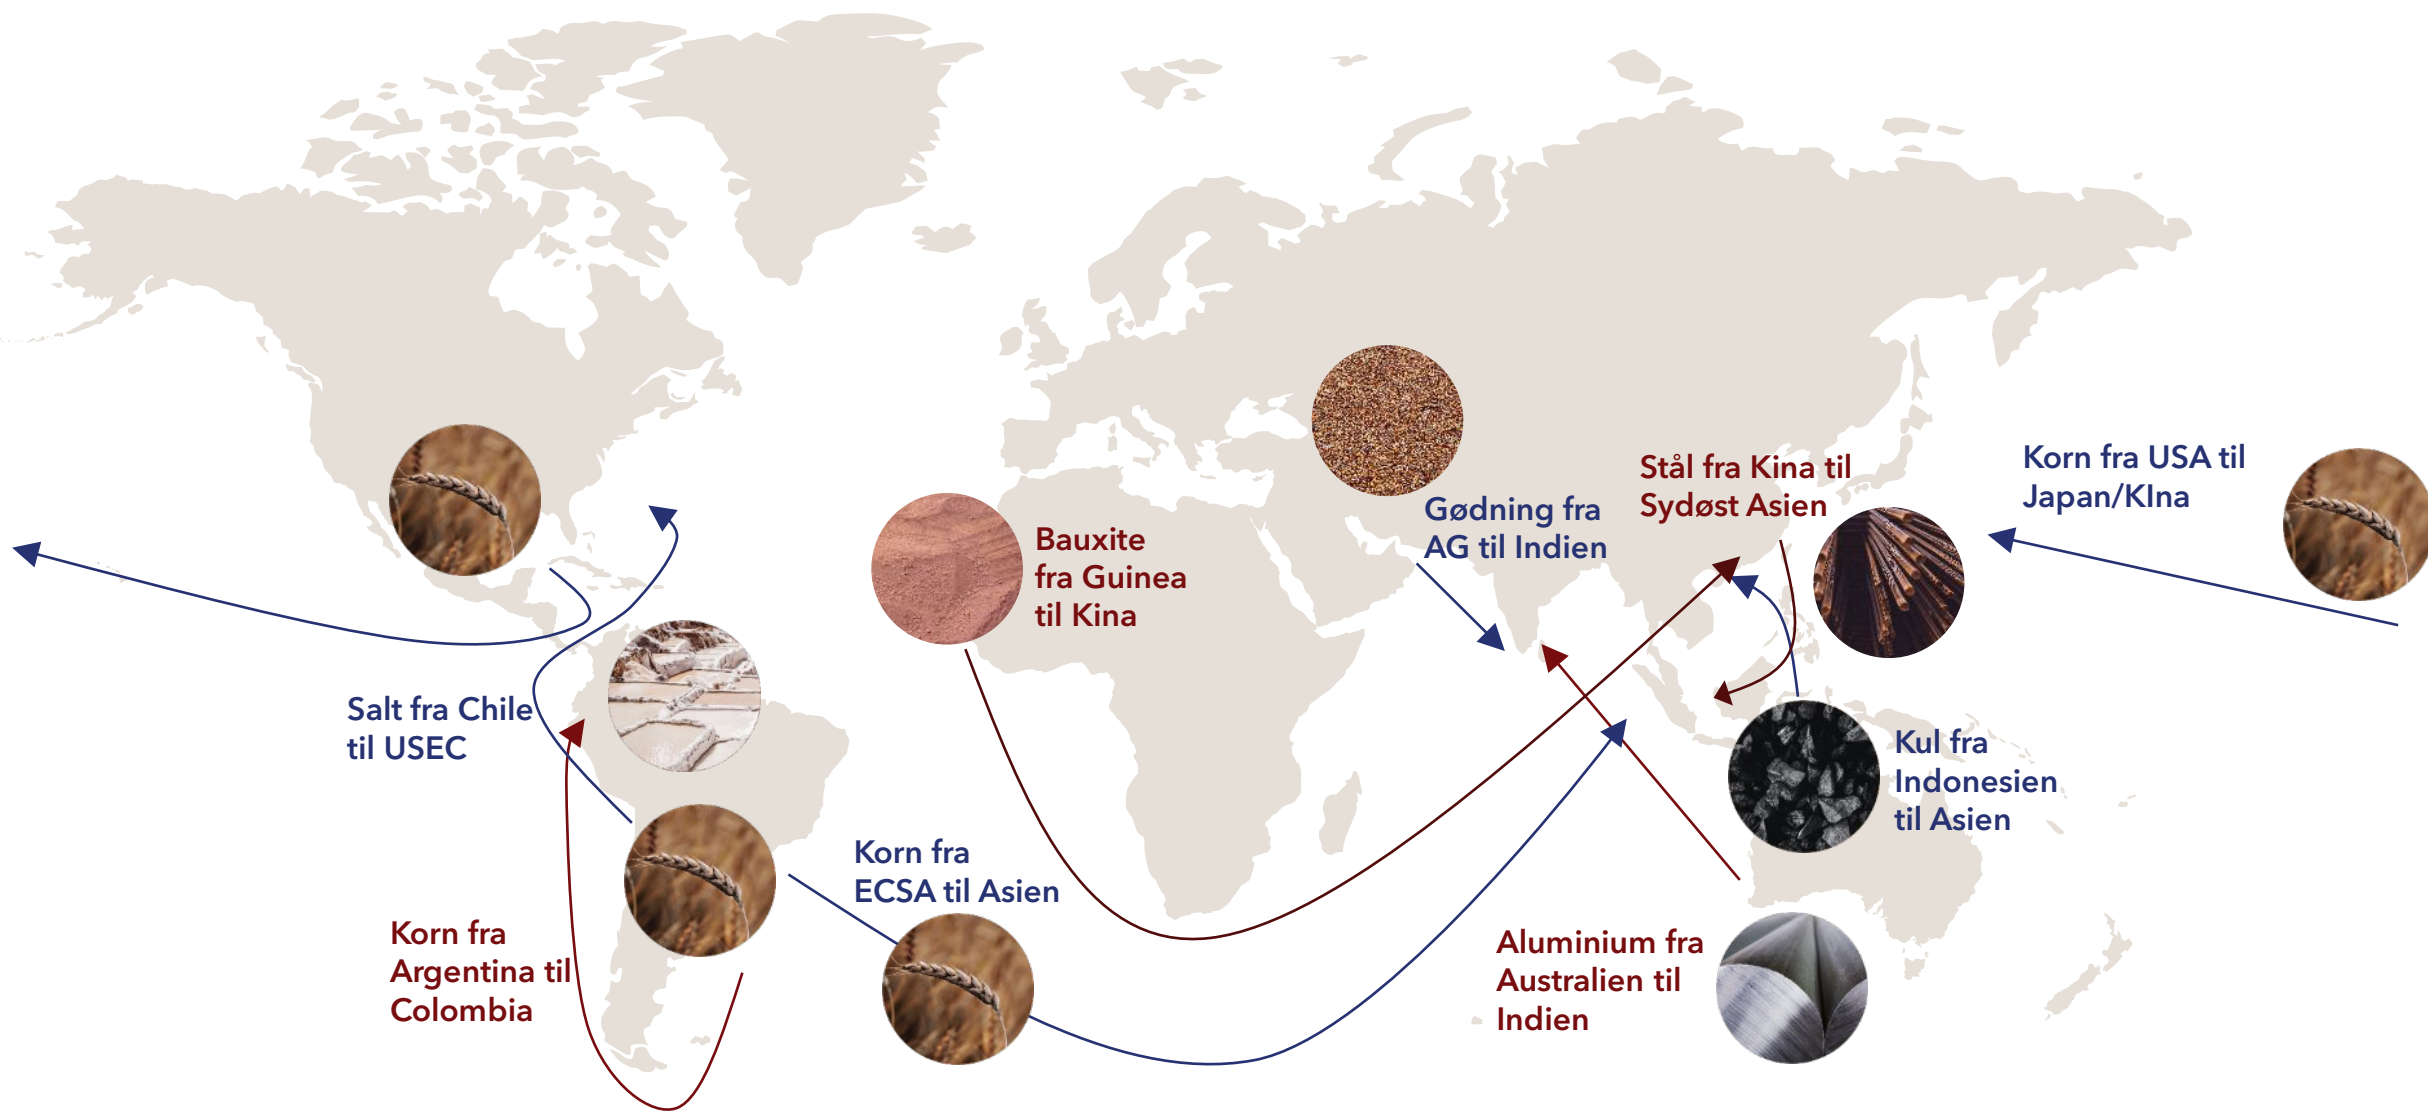 Korn fra USA til
Japan/KIna
Stål fra Kina til
Sydøst Asien
Gødning fra
AG til Indien
Bauxite
fra Guinea
til Kina
Salt fra Chile
til USEC
Kul fra
Indonesien
til Asien
Korn fra
ECSA til Asien
Korn fra
Argentina til
Colombia
Aluminium fra
Australien til
Indien